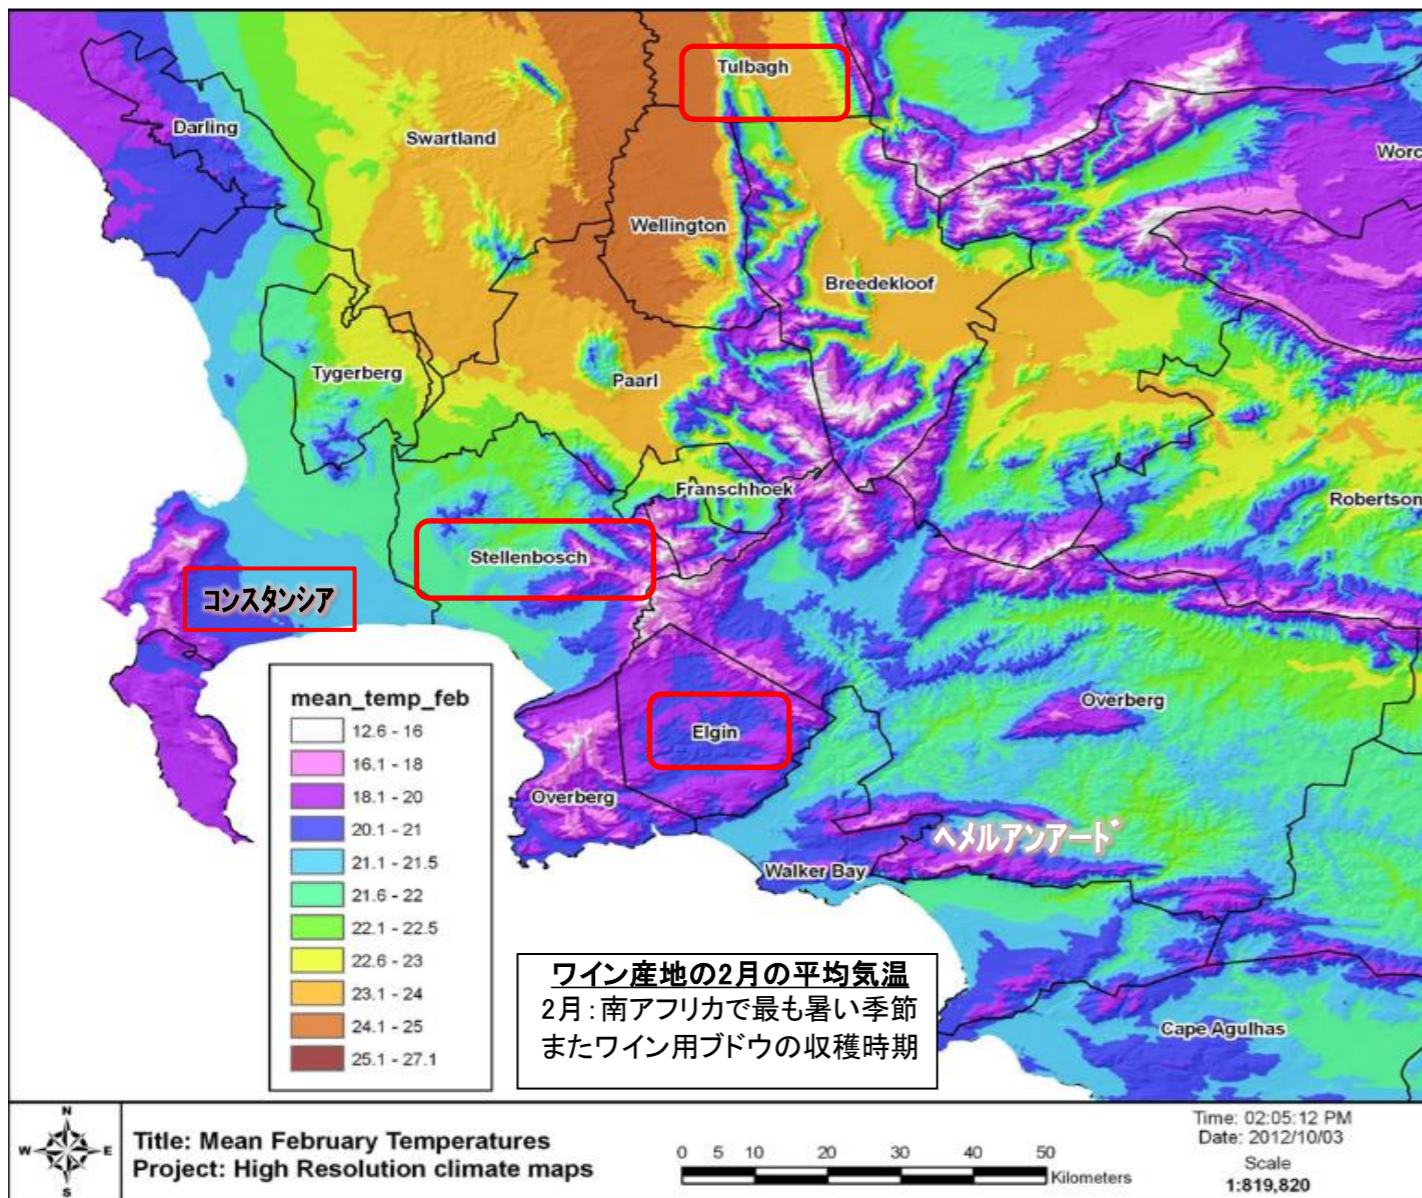 Tulbagh
Darling
Swartland
Worc
Wellington
Breedekloof
Tygerberg
Paarl
Franschhoek
Robertson
Stellenbosch
コンスタンシア
mean_temp_feb
12.6 - 16
16.1 - 18
18.1 - 20
20.1 - 21
21.1 - 21.5
21.6 - 22
22.1 - 22.5
22.6 - 23
23.1 - 24
24.1 - 25
25.1 - 27.1
Overberg
Elgin
Overberg
ヘメルアンアード
Walker Bay
ワイン産地の2月の平均気温
2月:南アフリカで最も暑い季節
またワイン用ブドウの収穫時期
Cape Agulhas
N
W E
S
Title: Mean February Temperatures
Project: High Resolution climate maps
0 5 10 20 30 40 50
Kilometers
Time: 02:05:12 PM
Date: 2012/10/03
Scale
1:819,820